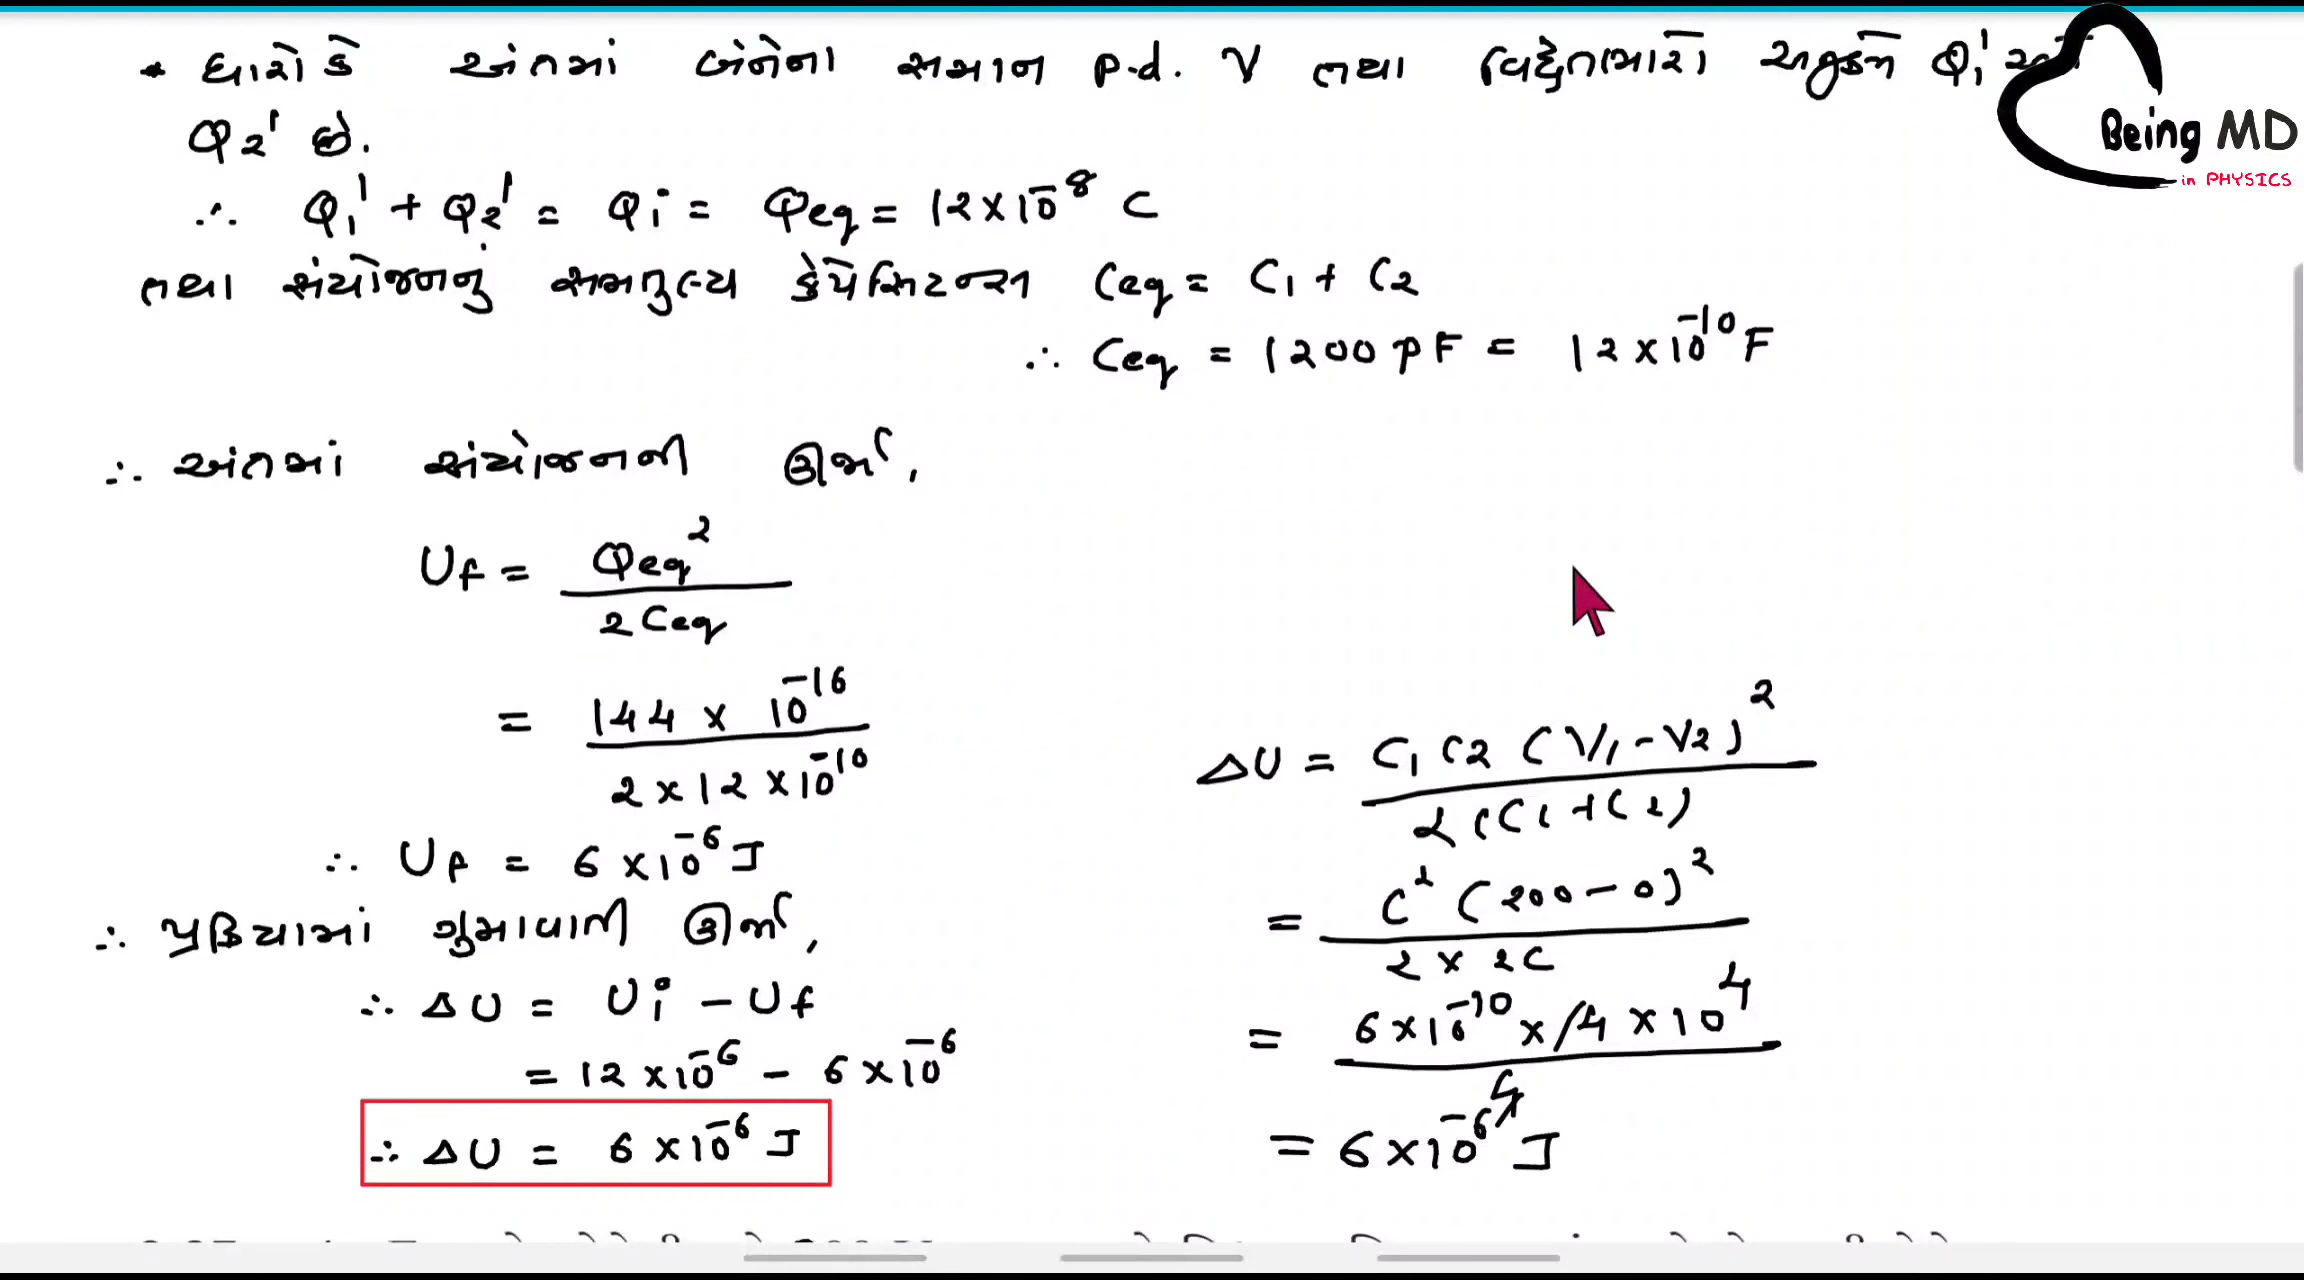 * ધારો કે અંતમાં બંનેના સમાન p.d. V તથા વિદ્યુતભારો અનુક્રમે Q₁' અને
Being MD
in PHYSICS
Q₂' છે.
∴ Q₁' + Q₂' = Qi = Qeq = 12×10⁻⁸ C
તથા સંયોજનનું સમતુલ્ય કેપેસિટન્સ Ceq = C₁ + C₂
∴ Ceq = 1200 pF = 12×10⁻¹⁰ F
∴ અંતમાં સંયોજનની ઊર્જા,
Uf = Qeq² / 2Ceq
= 144 × 10⁻¹⁶ / 2×12×10⁻¹⁰
∴ Uf = 6×10⁻⁶ J
∴ પ્રક્રિયામાં ગુમાવાતી ઊર્જા,
∴ ΔU = Ui - Uf
= 12×10⁻⁶ - 6×10⁻⁶
∴ ΔU = 6×10⁻⁶ J
ΔU = C₁C₂(V₁-V₂)² / 2(C₁+C₂)
= C²(200-0)² / 2×2C
= 6×10⁻¹⁰×4×10⁴ / 4
= 6×10⁻⁶ J